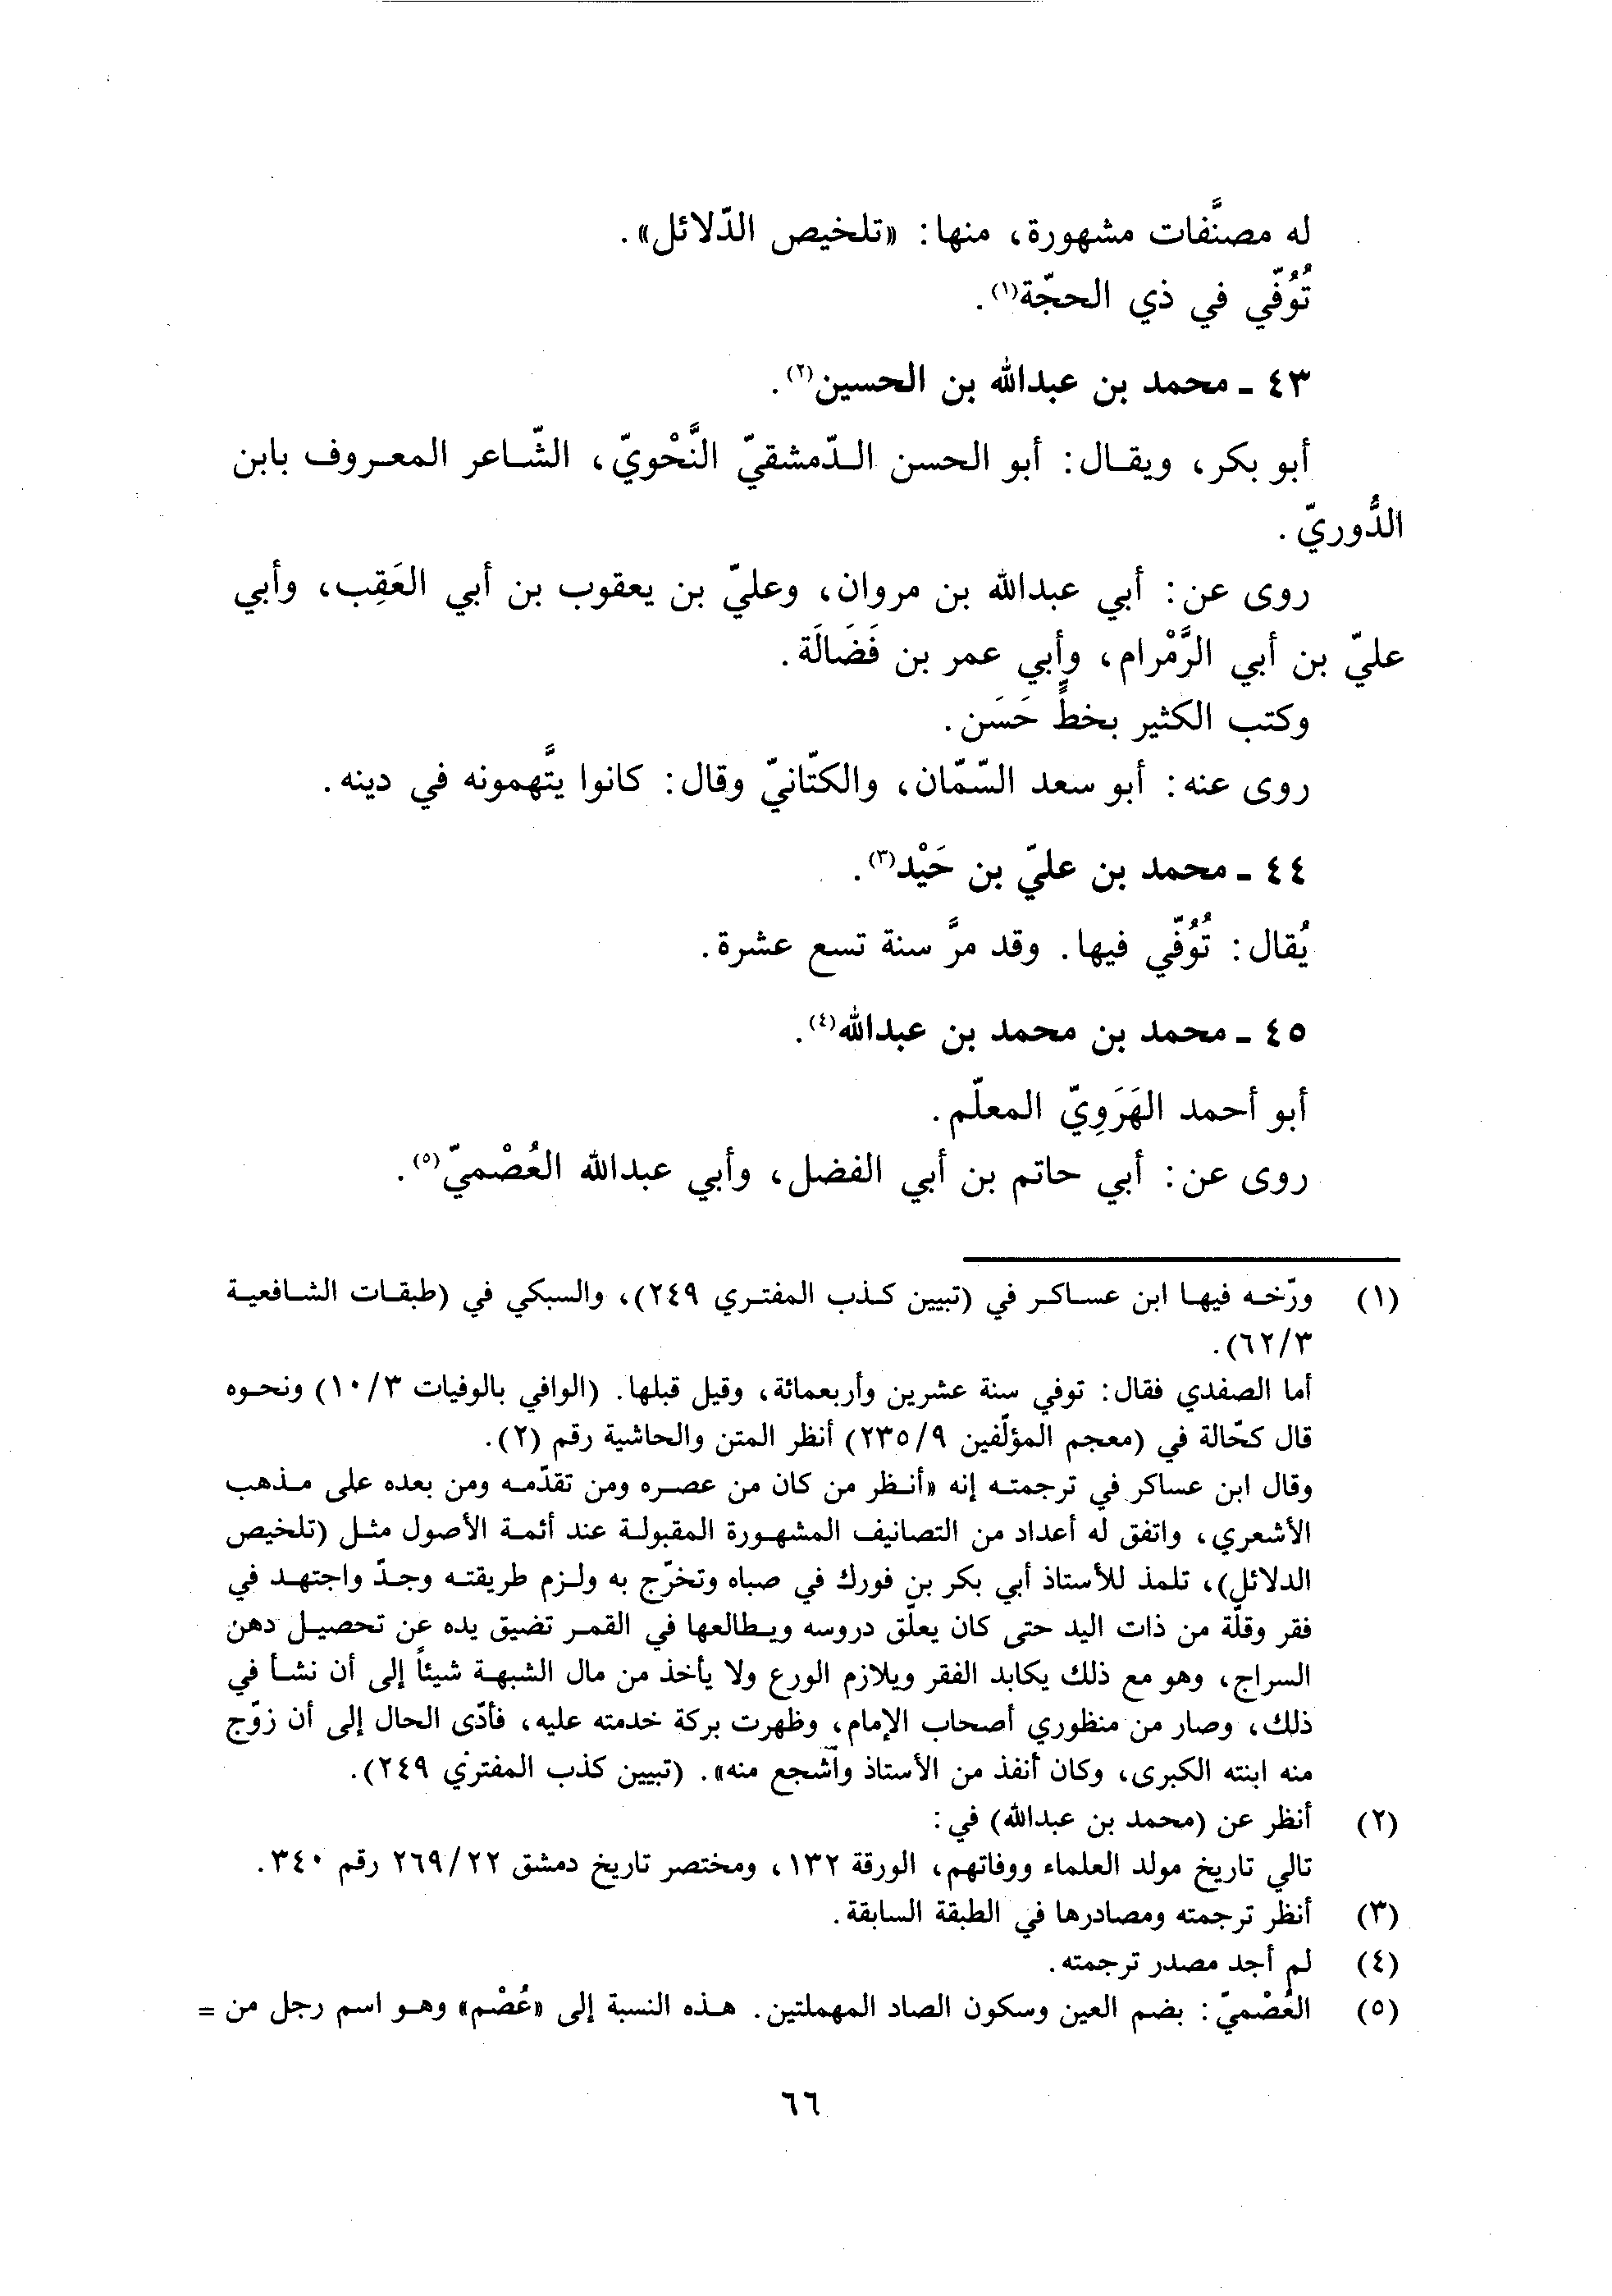 له مصنَّفات مشهورة، منها: «تلخيص الدّلائل».
تُوُفّي في ذي الحجّة(١).
٤٣ ـ محمد بن عبدالله بن الحسين(٢).
أبو بكر، ويقال: أبو الحسن الدّمشقيّ النَّحْويّ، الشّاعر المعروف بابن
الدُّوريّ.
روى عن: أبي عبدالله بن مروان، وعليّ بن يعقوب بن أبي العَقِب، وأبي
عليّ بن أبي الرَّمْرام، وأبي عمر بن فَضَالَة.
وكتب الكثير بخطٍّ حَسَن.
روى عنه: أبو سعد السّمّان، والكتّانيّ وقال: كانوا يتَّهمونه في دينه.
٤٤ ـ محمد بن عليّ بن حَيْد(٣).
يُقال: تُوُفّي فيها. وقد مرَّ سنة تسع عشرة.
٤٥ ـ محمد بن محمد بن عبدالله(٤).
أبو أحمد الهَرَوِيّ المعلّم.
روى عن: أبي حاتم بن أبي الفضل، وأبي عبدالله العُصْميّ(٥).
(١) ورّخه فيها ابن عساكر في (تبيين كذب المفتري ٢٤٩)، والسبكي في (طبقات الشافعية
٦٢/٣).
أما الصفدي فقال: توفي سنة عشرين وأربعمائة، وقيل قبلها. (الوافي بالوفيات ١٠/٣) ونحوه
قال كحّالة في (معجم المؤلّفين ٢٣٥/٩) أنظر المتن والحاشية رقم (٢).
وقال ابن عساكر في ترجمته إنه «أنظر من كان من عصره ومن تقدّمه ومن بعده على مذهب
الأشعري، واتفق له أعداد من التصانيف المشهورة المقبولة عند أئمة الأصول مثل (تلخيص
الدلائل)، تلمذ للأستاذ أبي بكر بن فورك في صباه وتخرّج به ولزم طريقته وجدّ واجتهد في
فقر وقلّة من ذات اليد حتى كان يعلّق دروسه ويطالعها في القمر تضيق يده عن تحصيل دهن
السراج، وهو مع ذلك يكابد الفقر ويلازم الورع ولا يأخذ من مال الشبهة شيئاً إلى أن نشأ في
ذلك، وصار من منظوري أصحاب الإمام، وظهرت بركة خدمته عليه، فأدّى الحال إلى أن زوّج
منه ابنته الكبرى، وكان أنفذ من الأستاذ وأشجع منه». (تبيين كذب المفتري ٢٤٩).
(٢) أنظر عن (محمد بن عبدالله) في:
تالي تاريخ مولد العلماء ووفاتهم، الورقة ١٣٢، ومختصر تاريخ دمشق ٢٦٩/٢٢ رقم ٣٤٠.
(٣) أنظر ترجمته ومصادرها في الطبقة السابقة.
(٤) لم أجد مصدر ترجمته.
(٥) العُصْميّ: بضم العين وسكون الصاد المهملتين. هذه النسبة إلى «عُصْم» وهو اسم رجل من =
٦٦